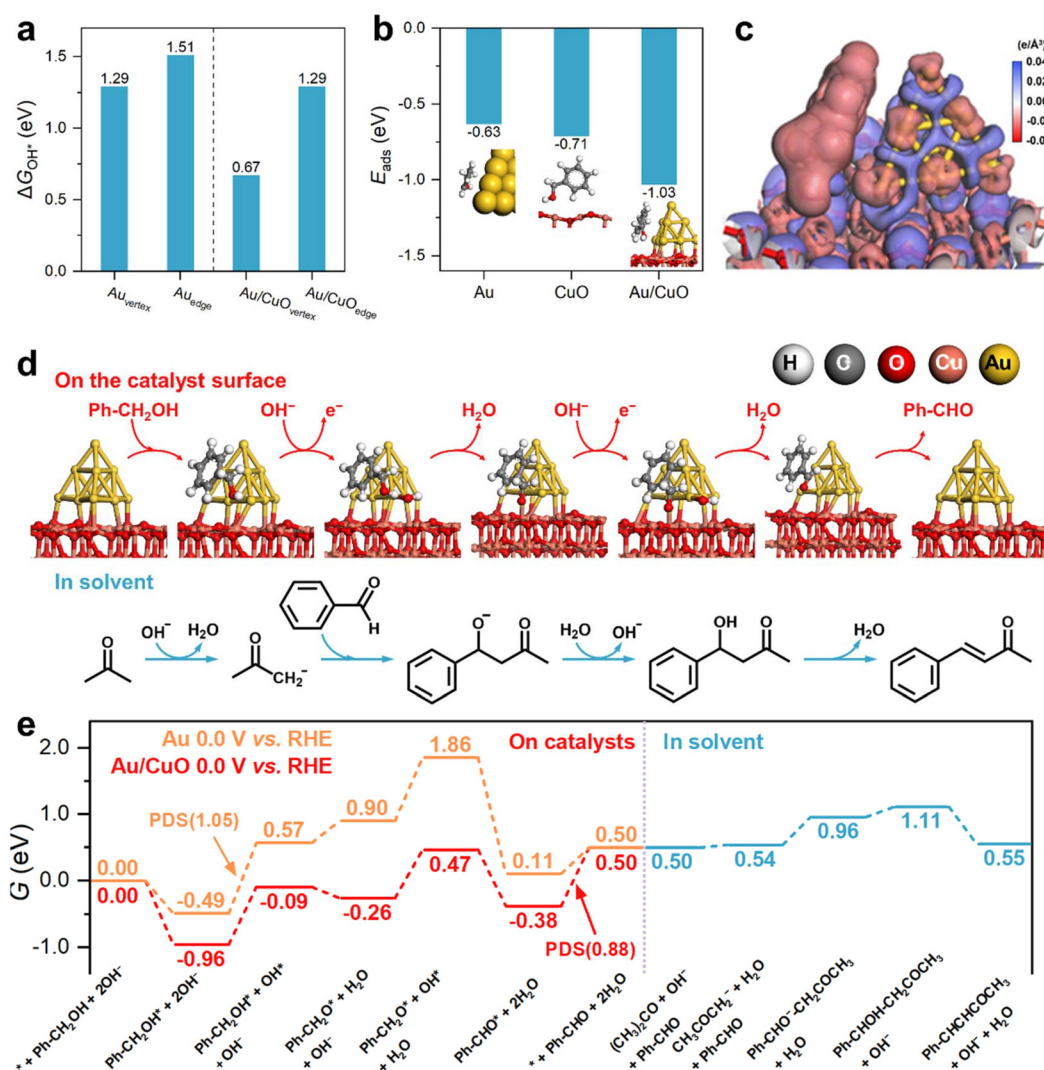 a
ΔG_OH* (eV)
1.5
1.0
0.5
0.0
1.29
1.51
0.67
1.29
Au_vertex
Au_edge
Au/CuO_vertex
Au/CuO_edge
b
E_ads (eV)
0.0
-0.5
-1.0
-1.5
-0.63
-0.71
-1.03
Au
CuO
Au/CuO
c
(e/Å³)
0.04
0.02
0.00
d
On the catalyst surface
H
C
O
Cu
Au
Ph-CH₂OH
OH⁻
e⁻
H₂O
OH⁻
e⁻
H₂O
Ph-CHO
In solvent
O
OH⁻
H₂O
O
CH₂⁻
O
H
O⁻
O
H₂O
OH⁻
OH
O
H₂O
O
e
G (eV)
2.0
1.0
0.0
-1.0
Au 0.0 V vs. RHE
Au/CuO 0.0 V vs. RHE
On catalysts
In solvent
PDS(1.05)
PDS(0.88)
0.00
-0.49
0.57
0.90
1.86
0.11
0.50
0.00
-0.96
-0.09
-0.26
0.47
-0.38
0.50
0.50
0.54
0.96
1.11
0.55
* + Ph-CH₂OH + 2OH⁻
Ph-CH₂OH* + 2OH⁻
Ph-CH₂OH* + OH*
+ OH⁻
Ph-CH₂O* + H₂O
+ OH⁻
Ph-CH₂O* + OH*
+ H₂O
Ph-CHO* + 2H₂O
* + Ph-CHO + 2H₂O
(CH₃)₂CO + OH⁻
+ Ph-CHO
CH₃COCH₂⁻ + H₂O
+ Ph-CHO
Ph-CHO⁻-CH₂COCH₃
+ H₂O
Ph-CHOH-CH₂COCH₃
+ OH⁻
Ph-CHCHCOCH₃
+ OH⁻ + H₂O